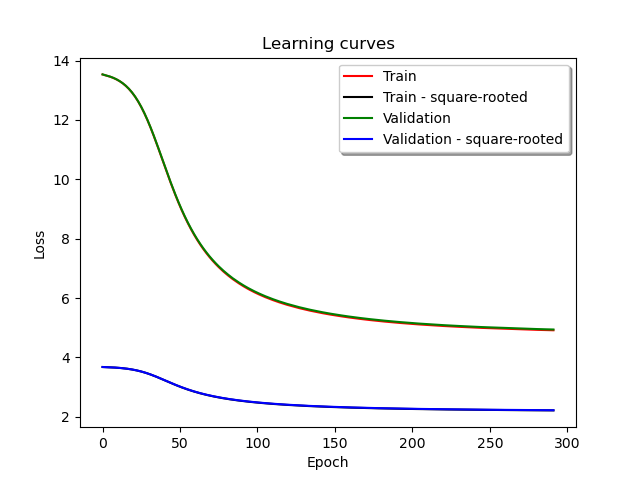 Learning curves
Train
Train - square-rooted
Validation
Validation - square-rooted
14
12
10
8
6
4
2
Loss
0
50
100
150
200
250
300
Epoch